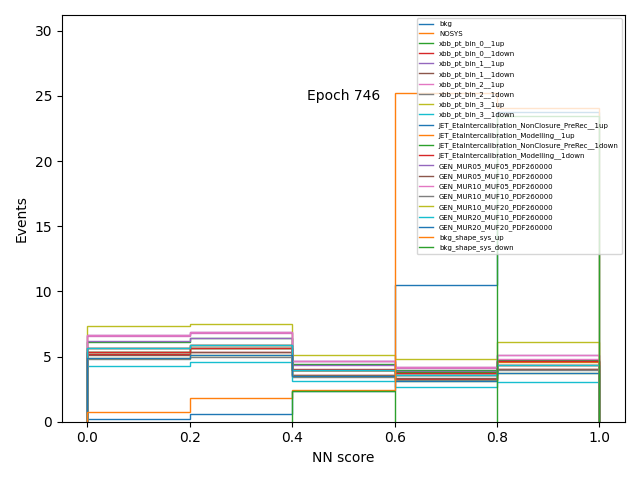 30
25
20
15
10
5
0
Events
Epoch 746
bkg
NOSYS
xbb_pt_bin_0__1up
xbb_pt_bin_0__1down
xbb_pt_bin_1__1up
xbb_pt_bin_1__1down
xbb_pt_bin_2__1up
xbb_pt_bin_2__1down
xbb_pt_bin_3__1up
xbb_pt_bin_3__1down
JET_EtaIntercalibration_NonClosure_PreRec__1up
JET_EtaIntercalibration_Modelling__1up
JET_EtaIntercalibration_NonClosure_PreRec__1down
JET_EtaIntercalibration_Modelling__1down
GEN_MUR05_MUF05_PDF260000
GEN_MUR05_MUF10_PDF260000
GEN_MUR10_MUF05_PDF260000
GEN_MUR10_MUF10_PDF260000
GEN_MUR10_MUF20_PDF260000
GEN_MUR20_MUF10_PDF260000
GEN_MUR20_MUF20_PDF260000
bkg_shape_sys_up
bkg_shape_sys_down
0.0 0.2 0.4 0.6 0.8 1.0
NN score